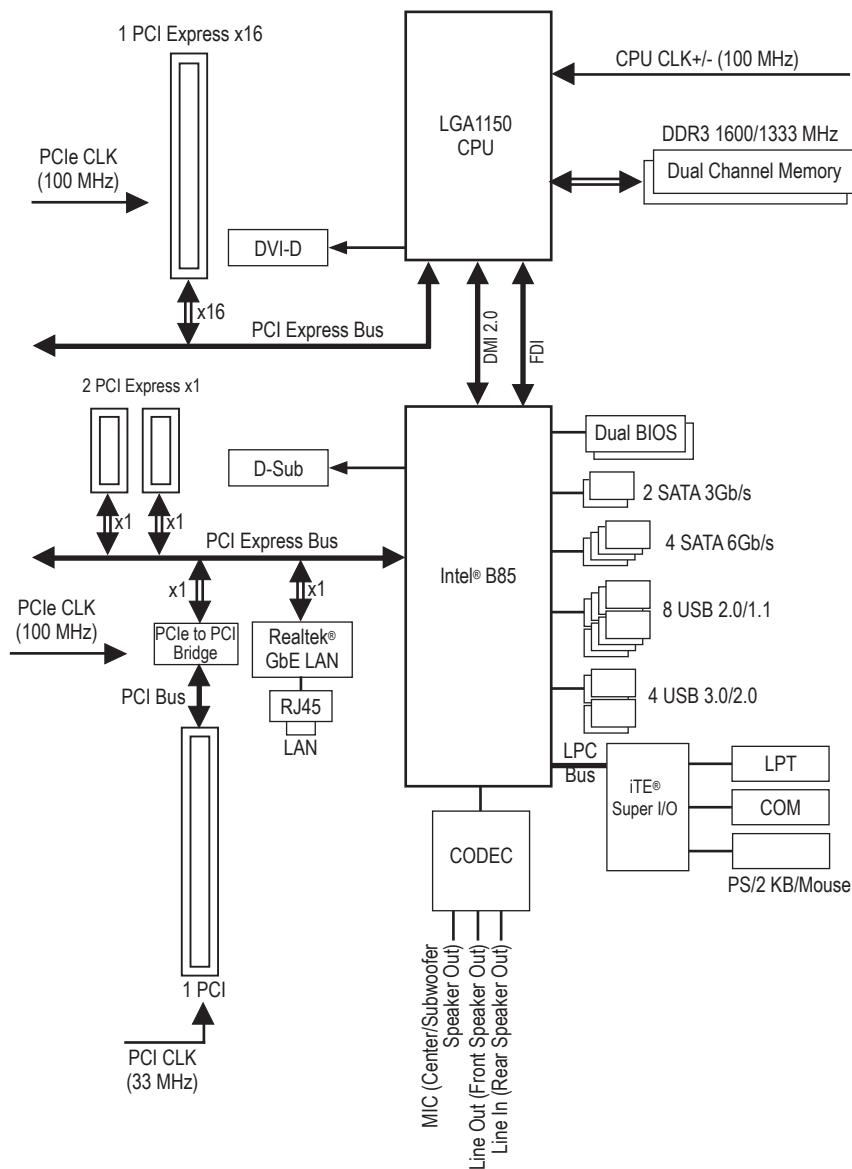 1 PCI Express x16
CPU CLK+/- (100 MHz)
LGA1150
CPU
DDR3 1600/1333 MHz
Dual Channel Memory
PCIe CLK
(100 MHz)
DVI-D
x16
PCI Express Bus
DMI 2.0
FDI
2 PCI Express x1
Dual BIOS
D-Sub
2 SATA 3Gb/s
x1
x1
PCI Express Bus
4 SATA 6Gb/s
Intel® B85
x1
x1
8 USB 2.0/1.1
PCIe CLK
(100 MHz)
PCIe to PCI
Bridge
Realtek®
GbE LAN
PCI Bus
RJ45
LAN
4 USB 3.0/2.0
LPC
Bus
iTE®
Super I/O
LPT
COM
PS/2 KB/Mouse
CODEC
MIC (Center/Subwoofer
Speaker Out)
Line Out (Front Speaker Out)
Line In (Rear Speaker Out)
1 PCI
PCI CLK
(33 MHz)